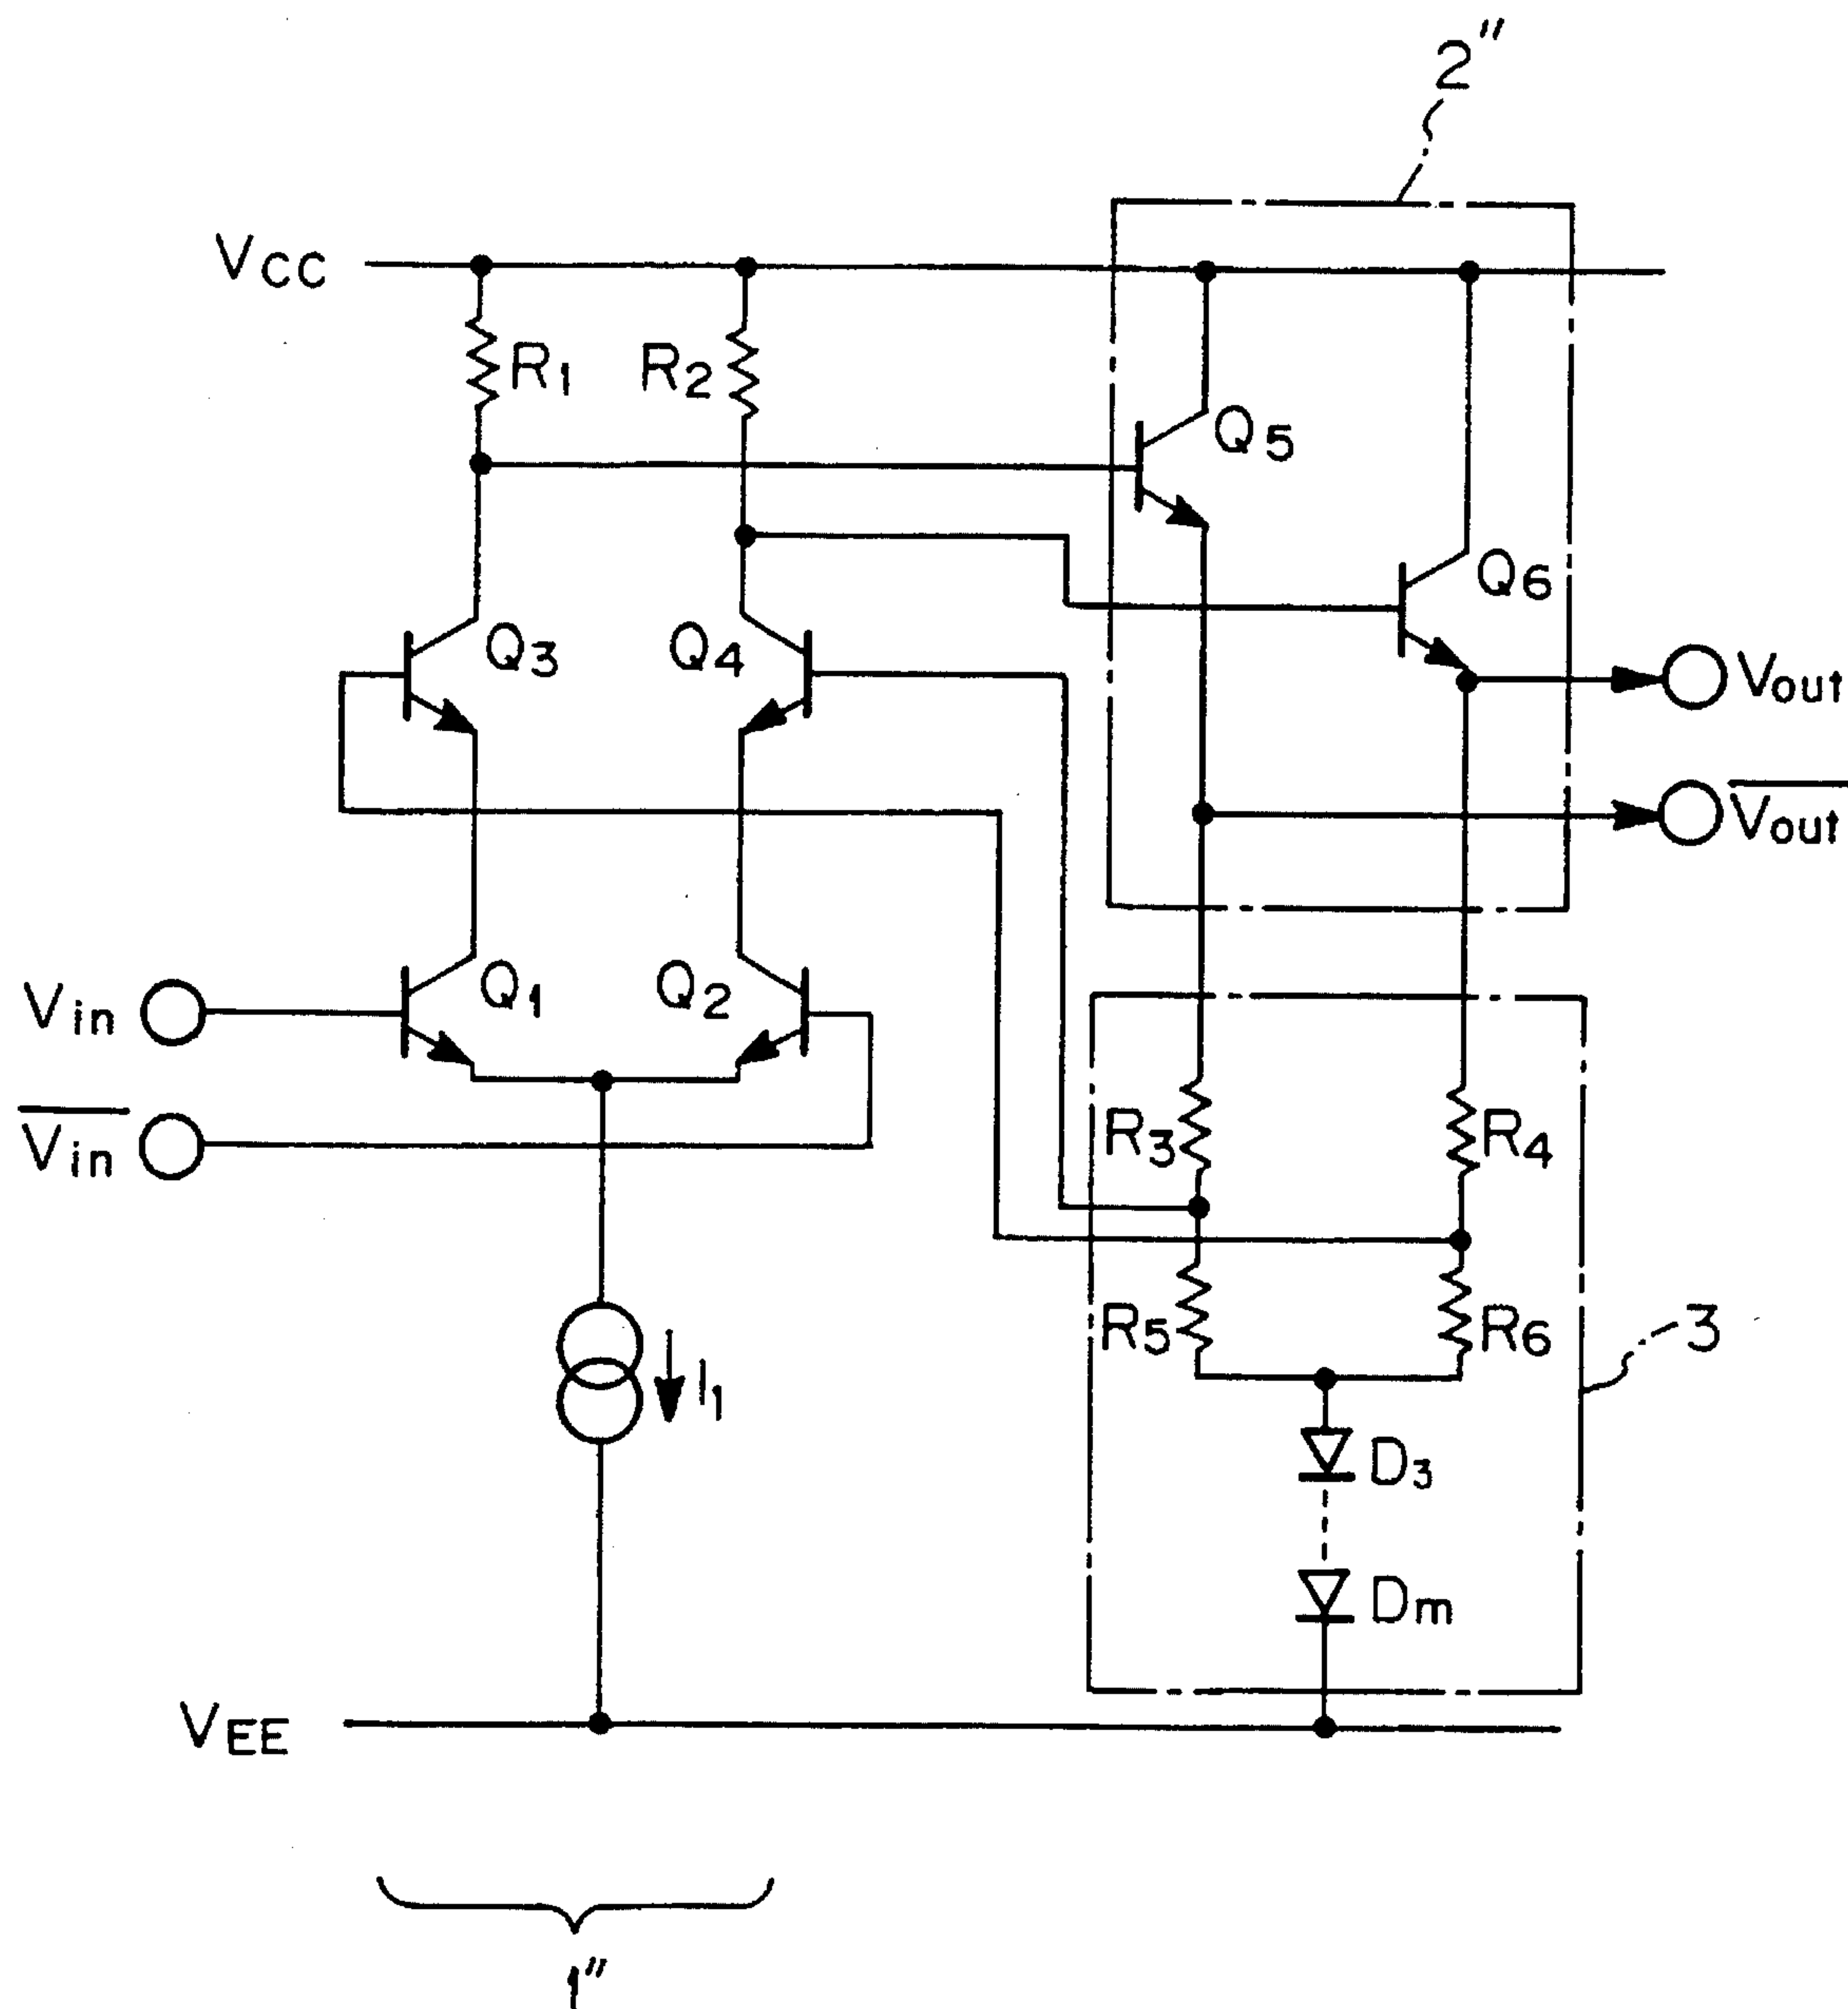 2"
VCC
R1
R2
Q5
Q6
Q3
Q4
Vout
Vout
Q1
Q2
Vin
Vin
R3
R4
R5
R6
3
I1
D3
Dm
VEE
1"